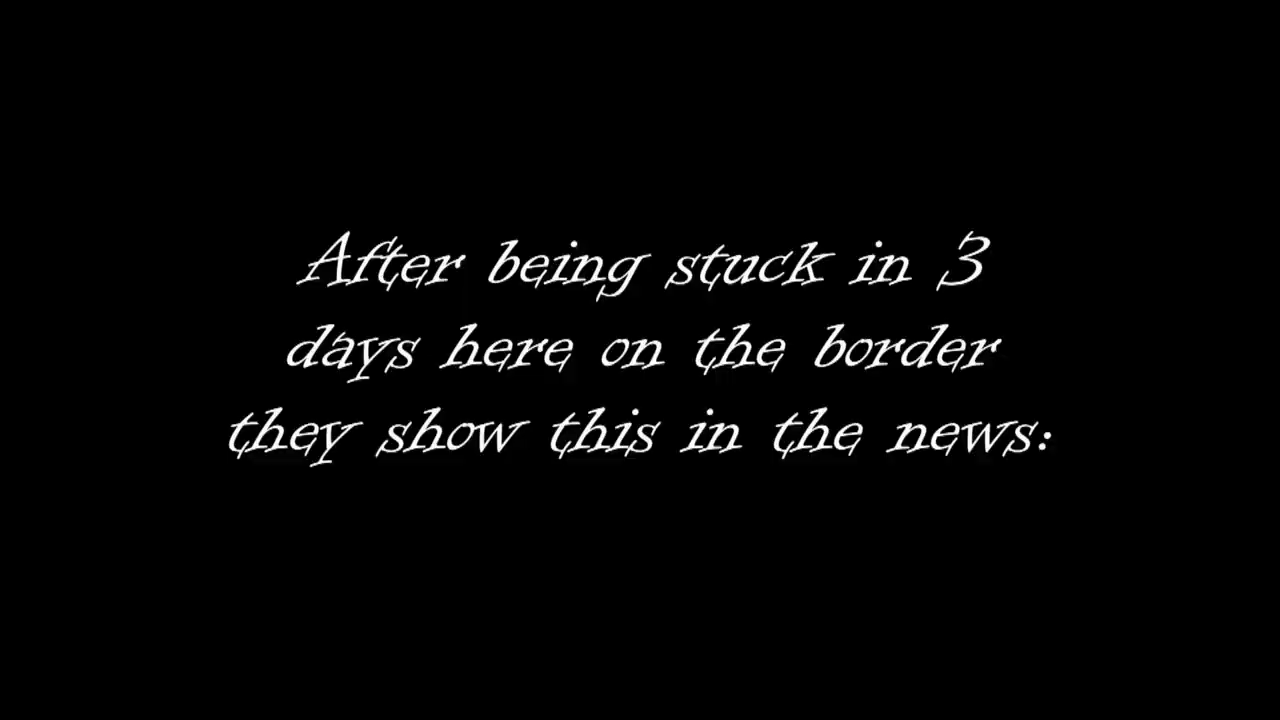 After being stuck in 3
days here on the border
they show this in the news: